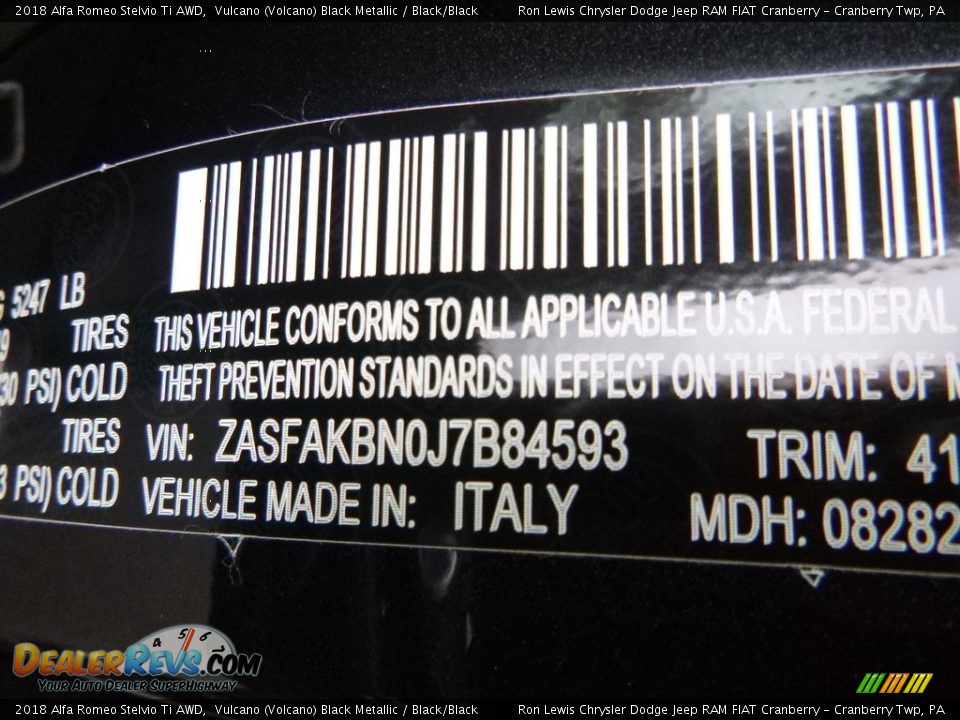 2018 Alfa Romeo Stelvio Ti AWD, Vulcano (Volcano) Black Metallic / Black/Black Ron Lewis Chrysler Dodge Jeep RAM FIAT Cranberry - Cranberry Twp, PA
5247 LB
TIRES THIS VEHICLE CONFORMS TO ALL APPLICABLE U.S.A. FEDERAL
PSI) COLD THEFT PREVENTION STANDARDS IN EFFECT ON THE DATE OF M
TIRES VIN: ZASFAKBN0J7B84593 TRIM: 41
PSI) COLD VEHICLE MADE IN: ITALY MDH: 08282
4 5 6
DEALERREVS.COM
YOUR AUTO DEALER SUPERHIGHWAY
2018 Alfa Romeo Stelvio Ti AWD, Vulcano (Volcano) Black Metallic / Black/Black Ron Lewis Chrysler Dodge Jeep RAM FIAT Cranberry - Cranberry Twp, PA